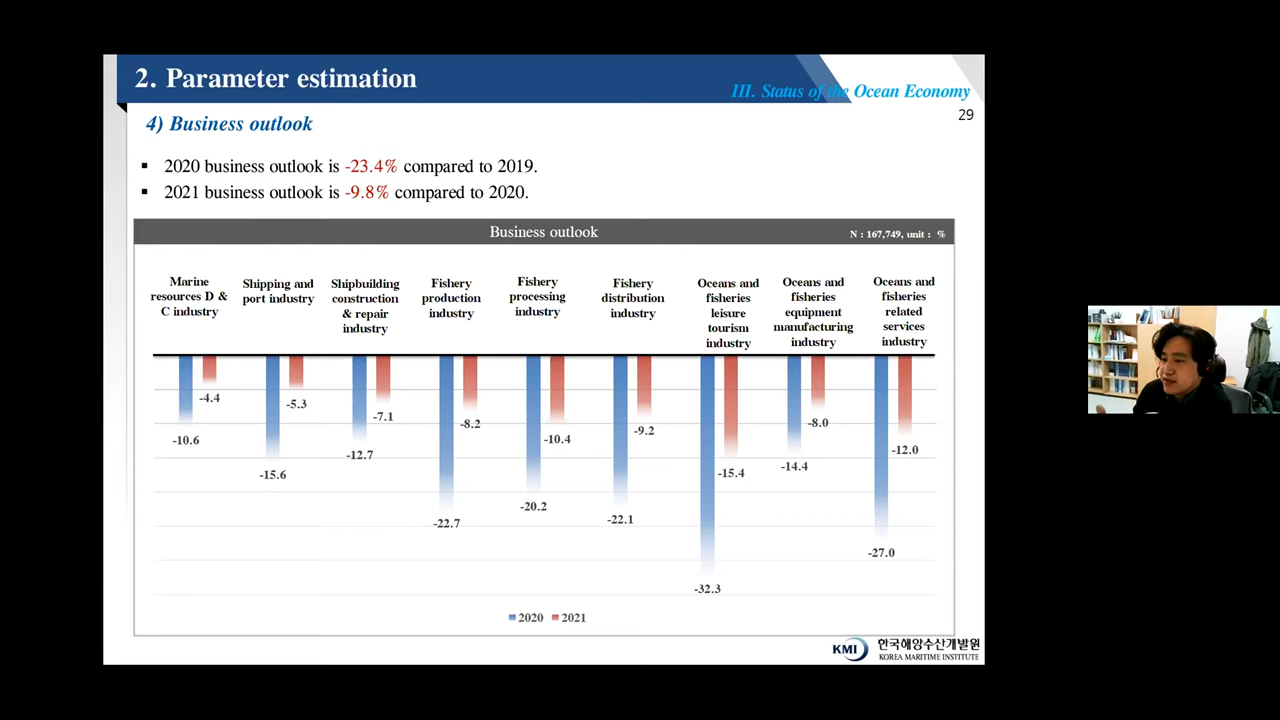 2. Parameter estimation
III. Status of the Ocean Economy
29
4) Business outlook
▪ 2020 business outlook is -23.4% compared to 2019.
▪ 2021 business outlook is -9.8% compared to 2020.
Business outlook
N : 167,749, unit : %
Marine
resources D &
C industry
Shipping and
port industry
Shipbuilding
construction
& repair
industry
Fishery
production
industry
Fishery
processing
industry
Fishery
distribution
industry
Oceans and
fisheries
leisure
tourism
industry
Oceans and
fisheries
equipment
manufacturing
industry
Oceans and
fisheries
related
services
industry
-10.6
-4.4
-15.6
-5.3
-12.7
-7.1
-22.7
-8.2
-20.2
-10.4
-22.1
-9.2
-32.3
-15.4
-14.4
-8.0
-27.0
-12.0
2020 2021
KMI 한국해양수산개발원
KOREA MARITIME INSTITUTE